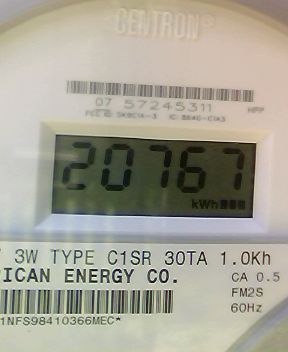 CENTRON®
07 57245311
20767
kWh
3W TYPE C1SR 30TA 1.0Kh
RICAN ENERGY CO.
CA 0.5
FM2S
60Hz
1NFS98410366MEC*